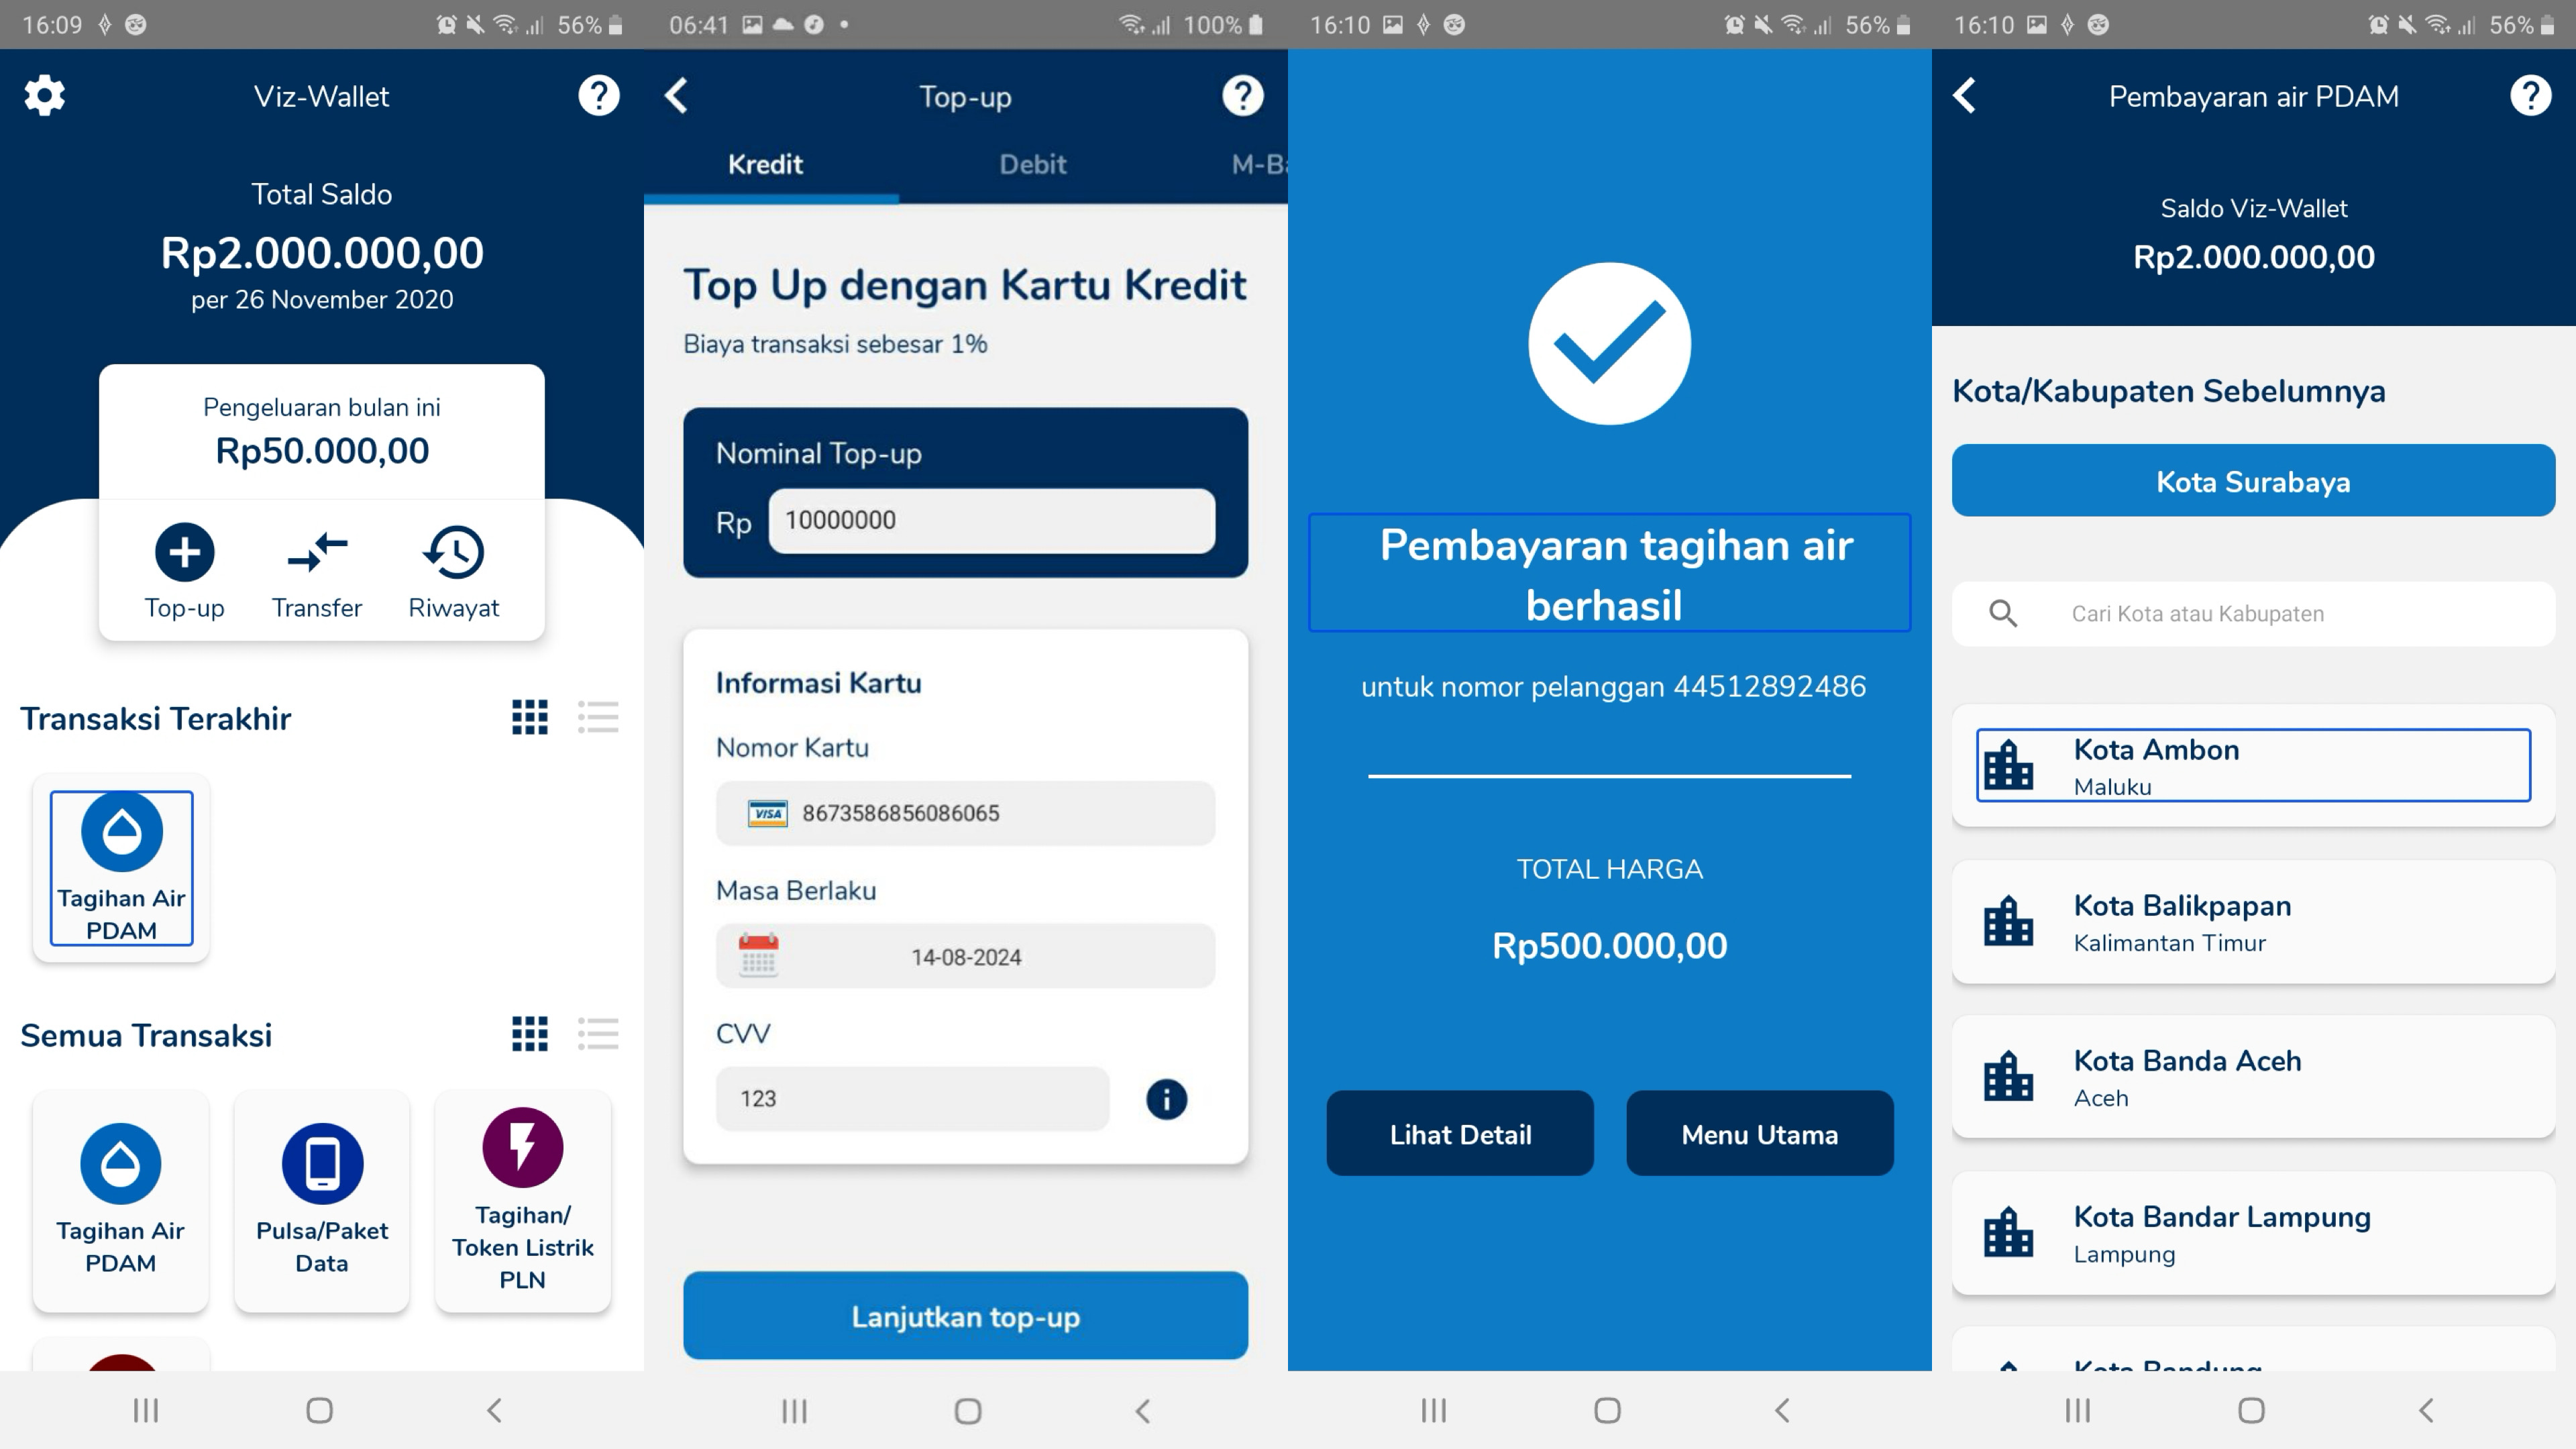 16:09
56%
Viz-Wallet
Total Saldo
Rp2.000.000,00
per 26 November 2020
Pengeluaran bulan ini
Rp50.000,00
Top-up Transfer Riwayat
Transaksi Terakhir
Tagihan Air
PDAM
Semua Transaksi
Tagihan Air
PDAM
Pulsa/Paket
Data
Tagihan/
Token Listrik
PLN
06:41
100%
Top-up
Kredit Debit M-Ba
Top Up dengan Kartu Kredit
Biaya transaksi sebesar 1%
Nominal Top-up
Rp 10000000
Informasi Kartu
Nomor Kartu
VISA 8673586856086065
Masa Berlaku
14-08-2024
CVV
123
Lanjutkan top-up
16:10
56%
Pembayaran tagihan air
berhasil
untuk nomor pelanggan 44512892486
TOTAL HARGA
Rp500.000,00
Lihat Detail Menu Utama
16:10
56%
Pembayaran air PDAM
Saldo Viz-Wallet
Rp2.000.000,00
Kota/Kabupaten Sebelumnya
Kota Surabaya
Cari Kota atau Kabupaten
Kota Ambon
Maluku
Kota Balikpapan
Kalimantan Timur
Kota Banda Aceh
Aceh
Kota Bandar Lampung
Lampung
Kota Bandung